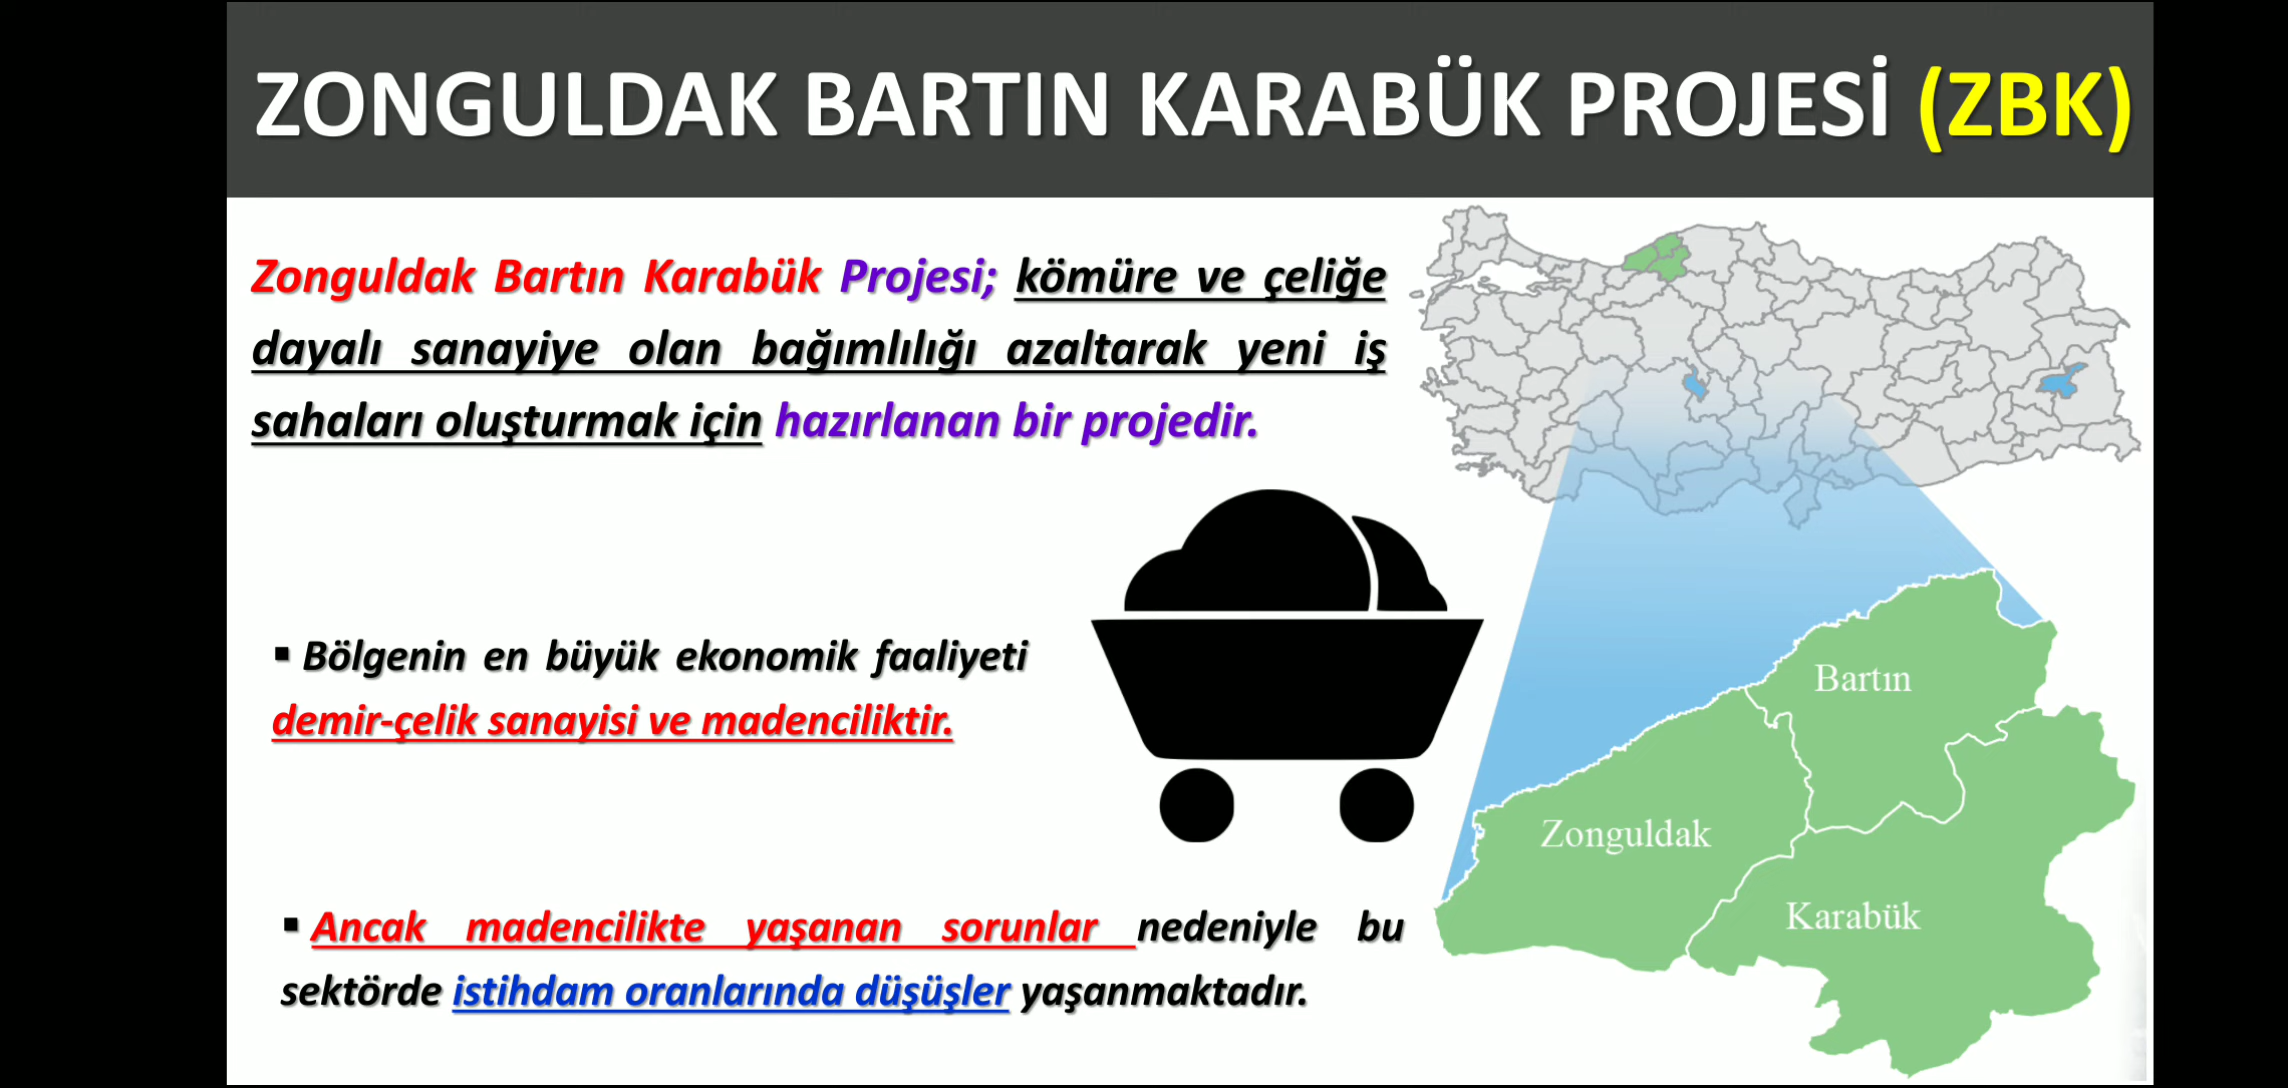 ZONGULDAK BARTIN KARABÜK PROJESİ (ZBK)
Zonguldak Bartın Karabük Projesi; kömüre ve çeliğe
dayalı sanayiye olan bağımlılığı azaltarak yeni iş
sahaları oluşturmak için hazırlanan bir projedir.
▪ Bölgenin en büyük ekonomik faaliyeti
demir-çelik sanayisi ve madenciliktir.
▪ Ancak madencilikte yaşanan sorunlar nedeniyle bu
sektörde istihdam oranlarında düşüşler yaşanmaktadır.
Bartın
Zonguldak
Karabük